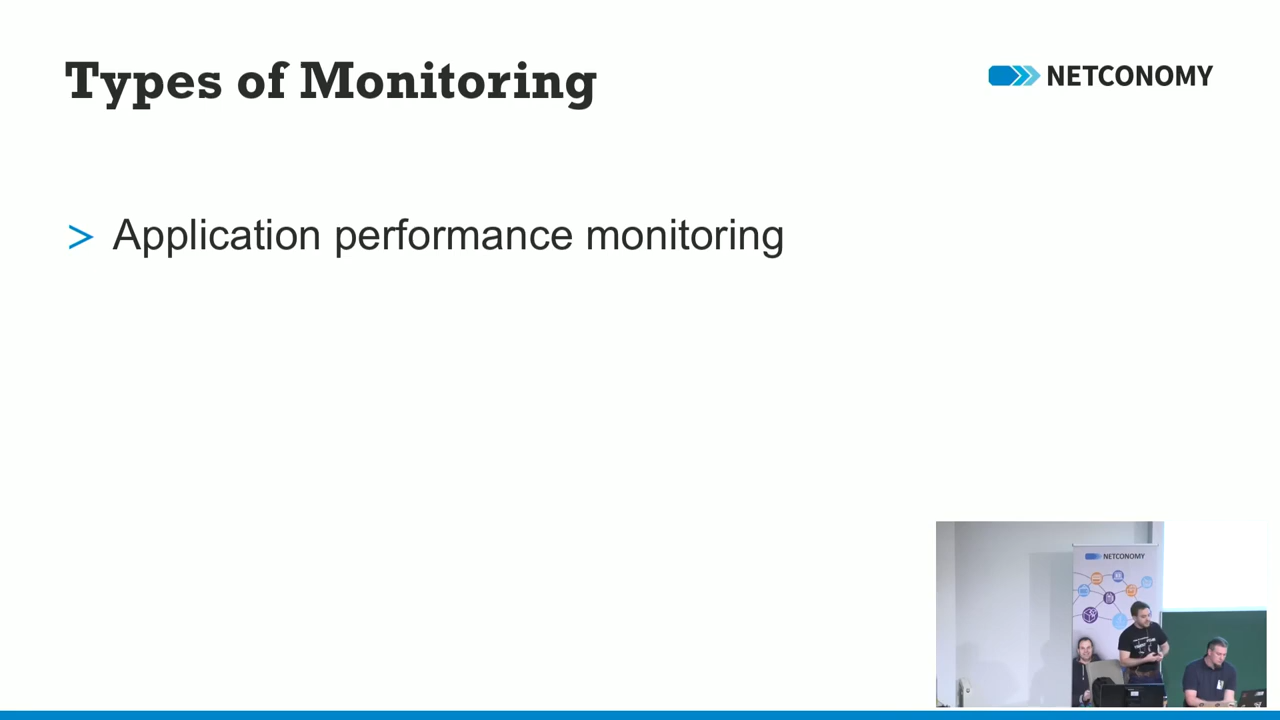 Types of Monitoring
NETCONOMY
> Application performance monitoring
NETCONOMY